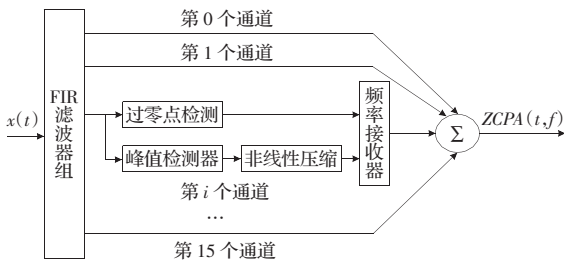 第 0 个通道
第 1 个通道
x(t)
FIR
滤
波
器
组
过零点检测
峰值检测器
非线性压缩
频
率
接
收
器
Σ
ZCPA(t,f)
第 i 个通道
…
第 15 个通道